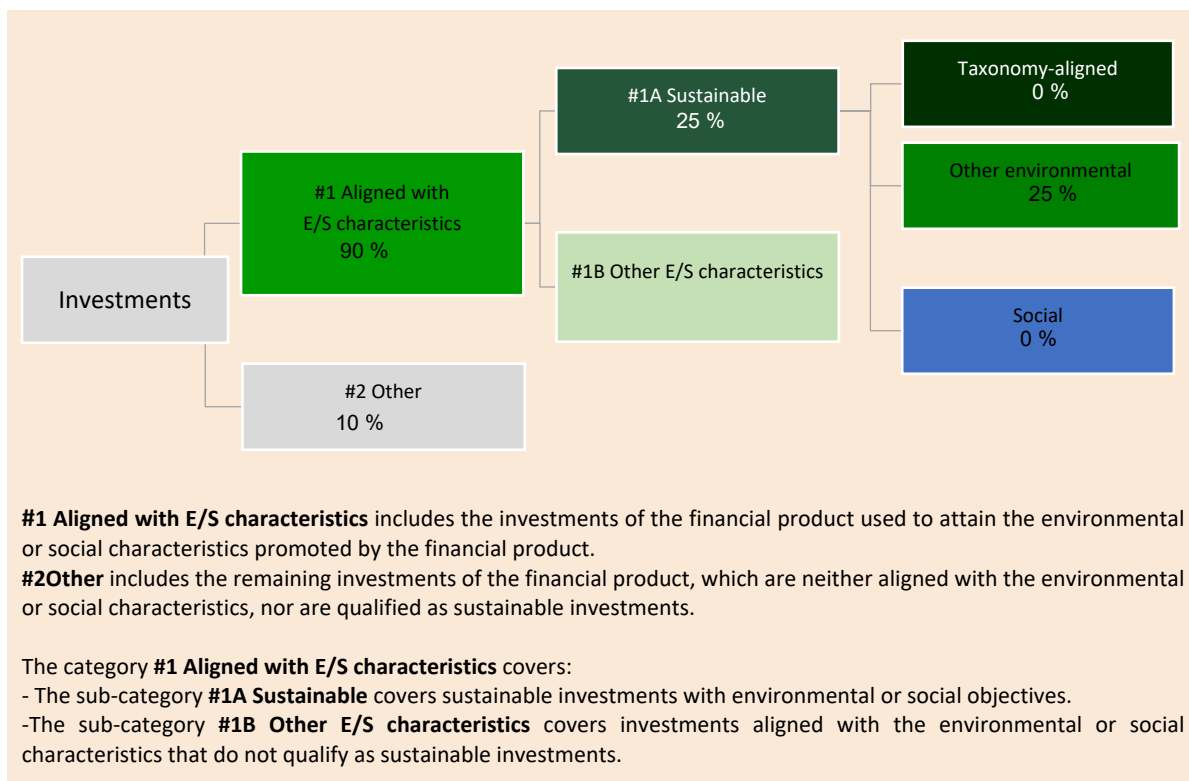 Investments
#1 Aligned with
E/S characteristics
90 %
#2 Other
10 %
#1A Sustainable
25 %
#1B Other E/S characteristics
Taxonomy-aligned
0 %
Other environmental
25 %
Social
0 %
#1 Aligned with E/S characteristics includes the investments of the financial product used to attain the environmental
or social characteristics promoted by the financial product.
#2Other includes the remaining investments of the financial product, which are neither aligned with the environmental
or social characteristics, nor are qualified as sustainable investments.
The category #1 Aligned with E/S characteristics covers:
- The sub-category #1A Sustainable covers sustainable investments with environmental or social objectives.
-The sub-category #1B Other E/S characteristics covers investments aligned with the environmental or social
characteristics that do not qualify as sustainable investments.